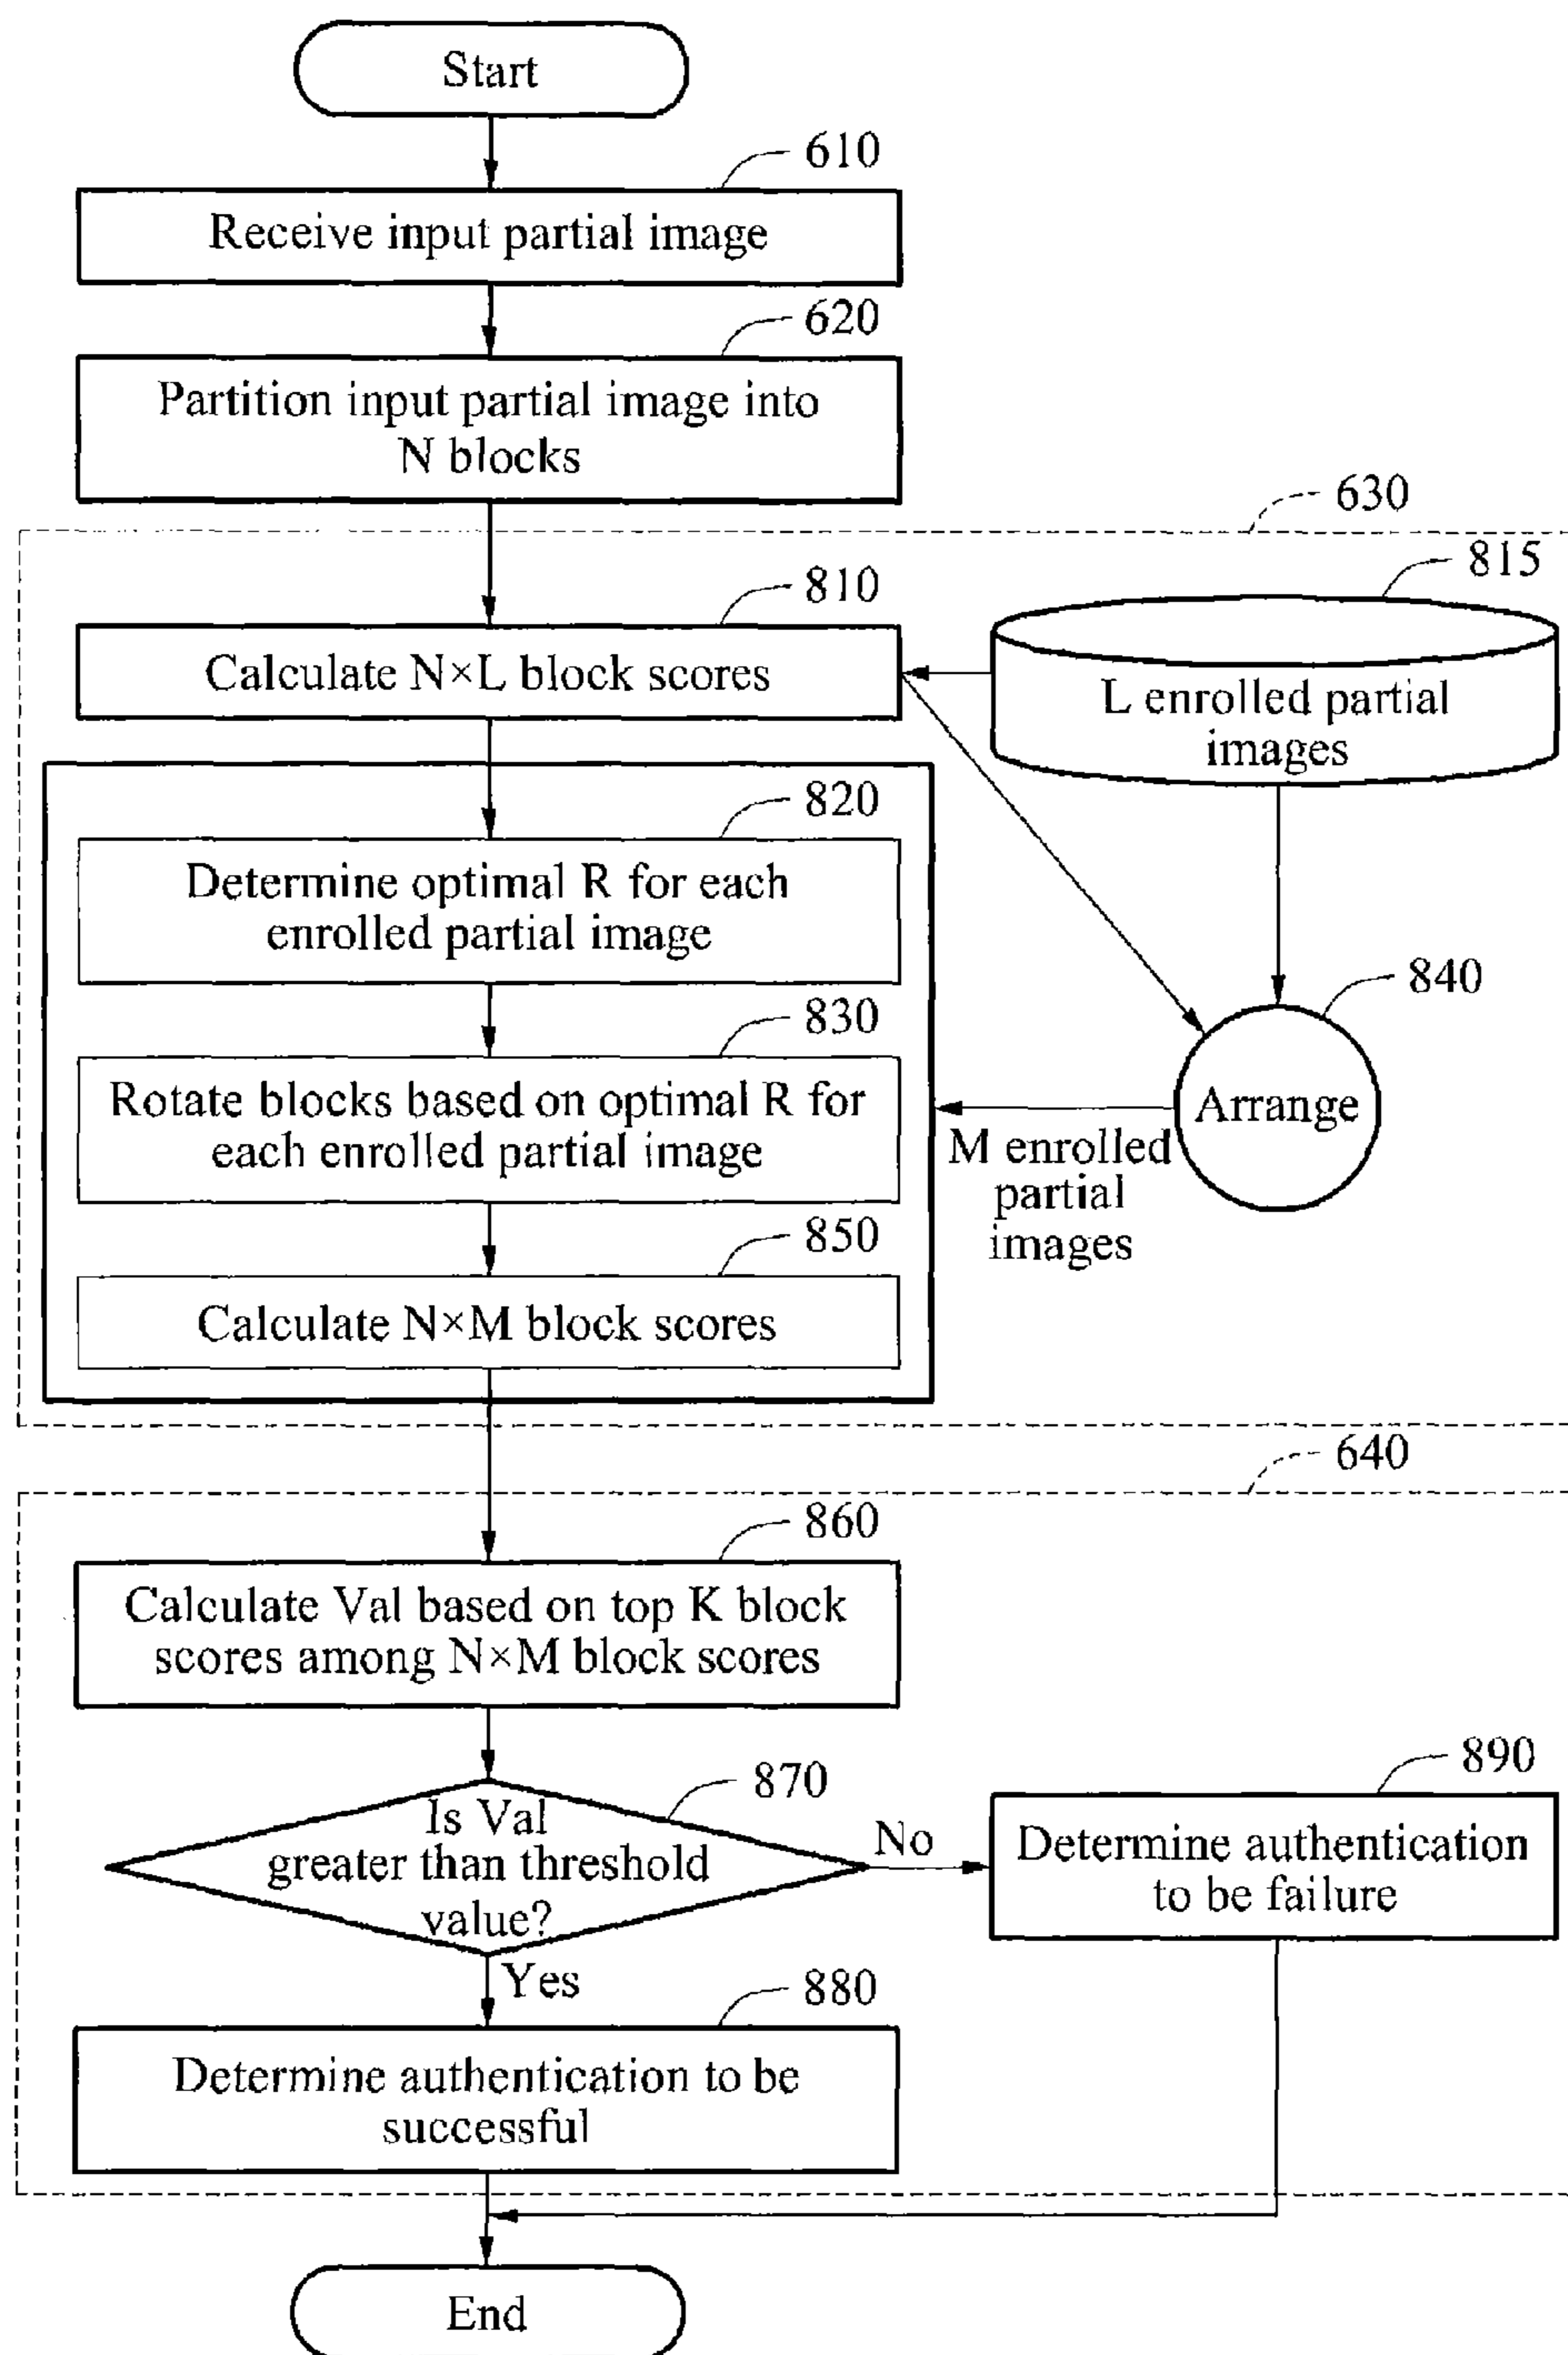 Start
610
Receive input partial image
620
Partition input partial image into
N blocks
630
815
810
Calculate N×L block scores
L enrolled partial
images
820
Determine optimal R for each
enrolled partial image
840
830
Rotate blocks based on optimal R for
each enrolled partial image
Arrange
M enrolled
partial
images
850
Calculate N×M block scores
640
860
Calculate Val based on top K block
scores among N×M block scores
870
Is Val
greater than threshold
value?
No
890
Determine authentication
to be failure
Yes
880
Determine authentication to be
successful
End